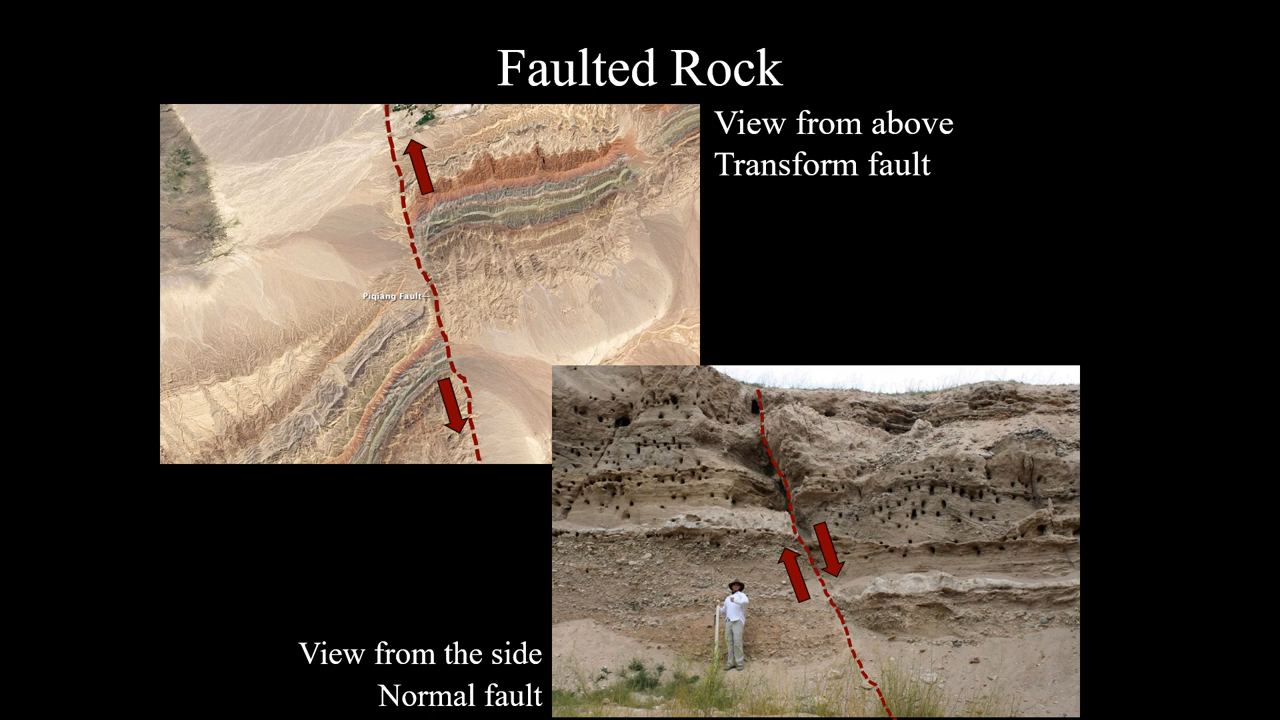 Faulted Rock
View from above
Transform fault
Piqiang Fault
View from the side
Normal fault